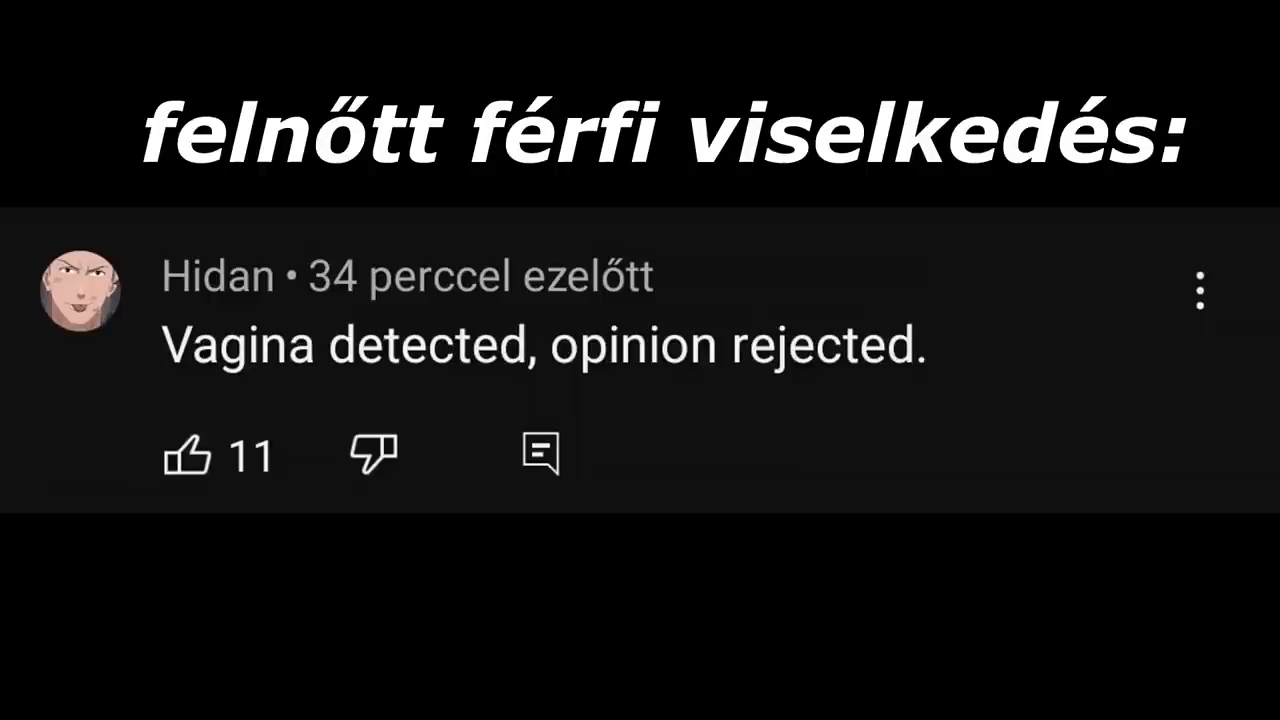 felnőtt férfi viselkedés:
Hidan • 34 perccel ezelőtt
Vagina detected, opinion rejected.
11